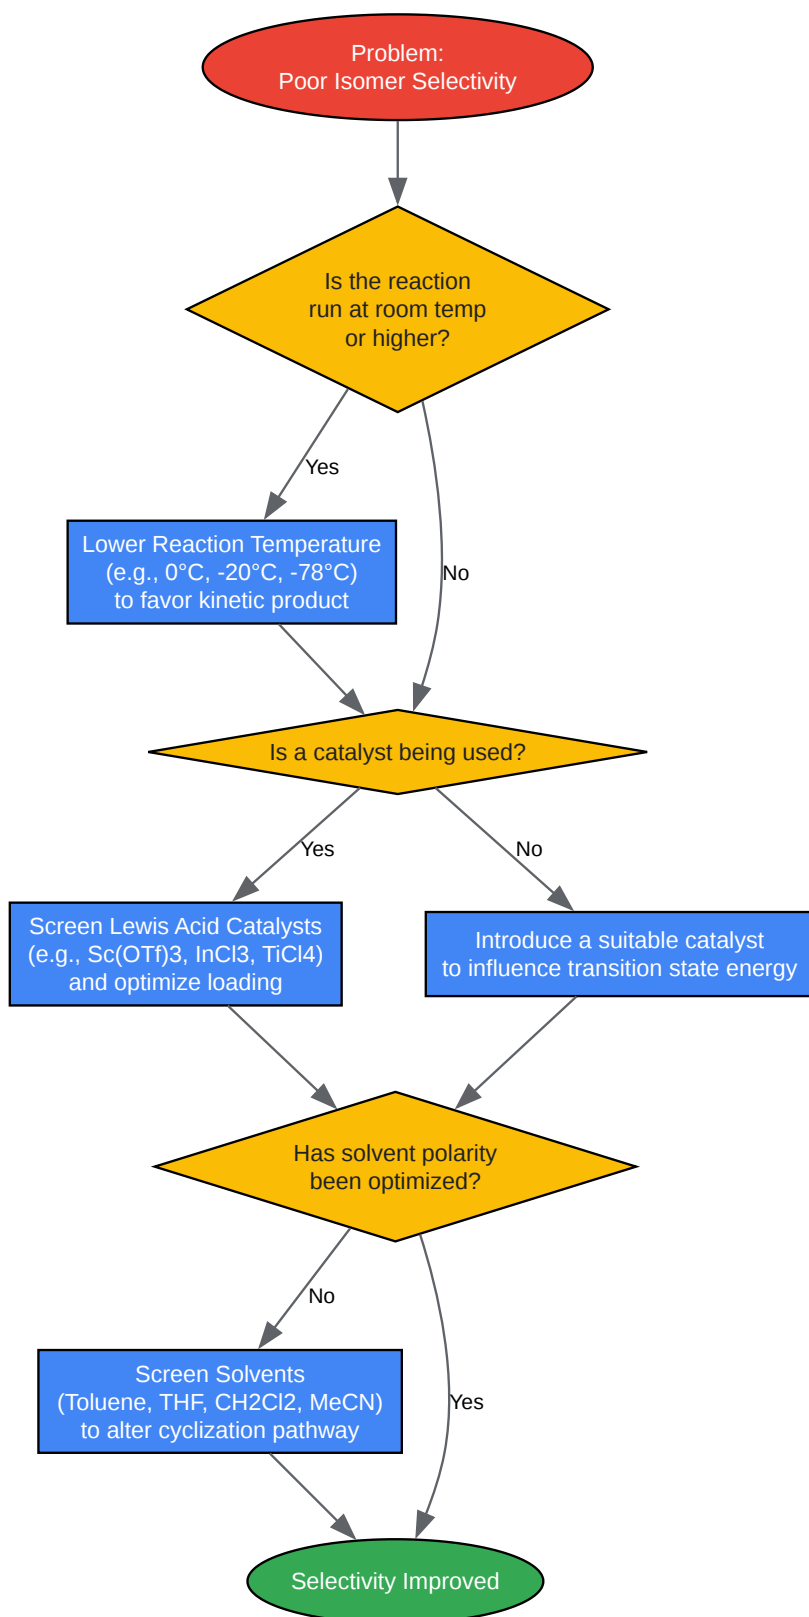 Problem:
Poor Isomer Selectivity
Is the reaction
run at room temp
or higher?
Yes
Lower Reaction Temperature
(e.g., 0°C, -20°C, -78°C)
to favor kinetic product
No
Is a catalyst being used?
Yes
No
Screen Lewis Acid Catalysts
(e.g., Sc(OTf)3, InCl3, TiCl4)
and optimize loading
Introduce a suitable catalyst
to influence transition state energy
Has solvent polarity
been optimized?
No
Screen Solvents
(Toluene, THF, CH2Cl2, MeCN)
to alter cyclization pathway
Yes
Selectivity Improved